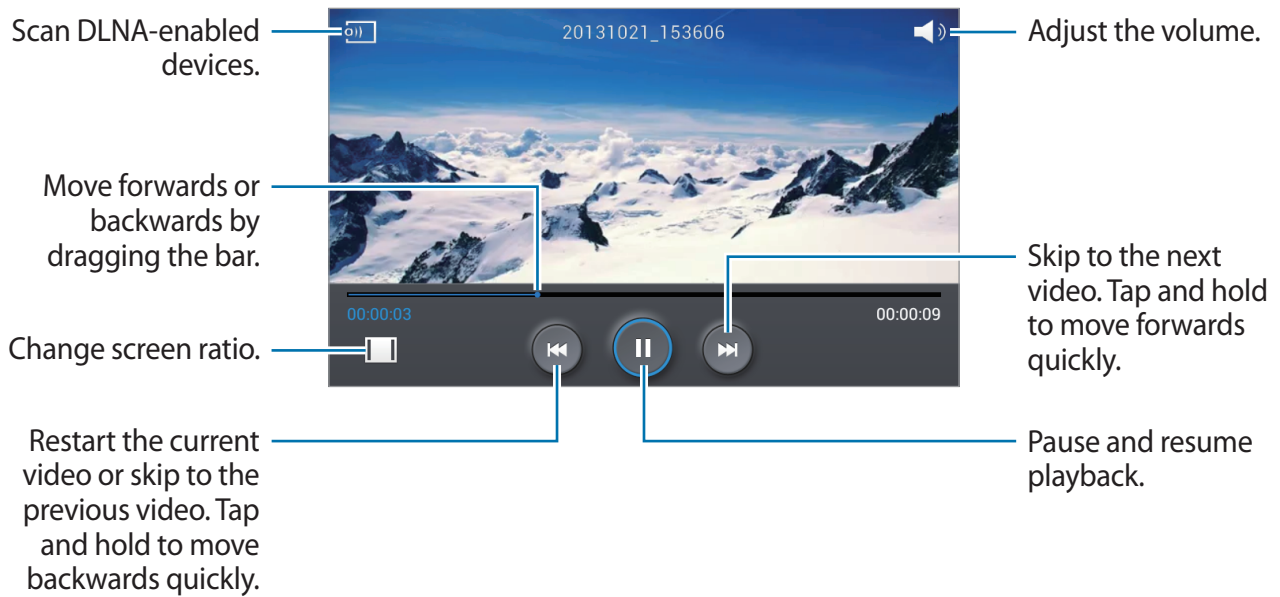 Scan DLNA-enabled
devices.
20131021_153606
Adjust the volume.
Move forwards or
backwards by
dragging the bar.
Skip to the next
video. Tap and hold
to move forwards
quickly.
00:00:03
00:00:09
Change screen ratio.
Restart the current
video or skip to the
previous video. Tap
and hold to move
backwards quickly.
Pause and resume
playback.